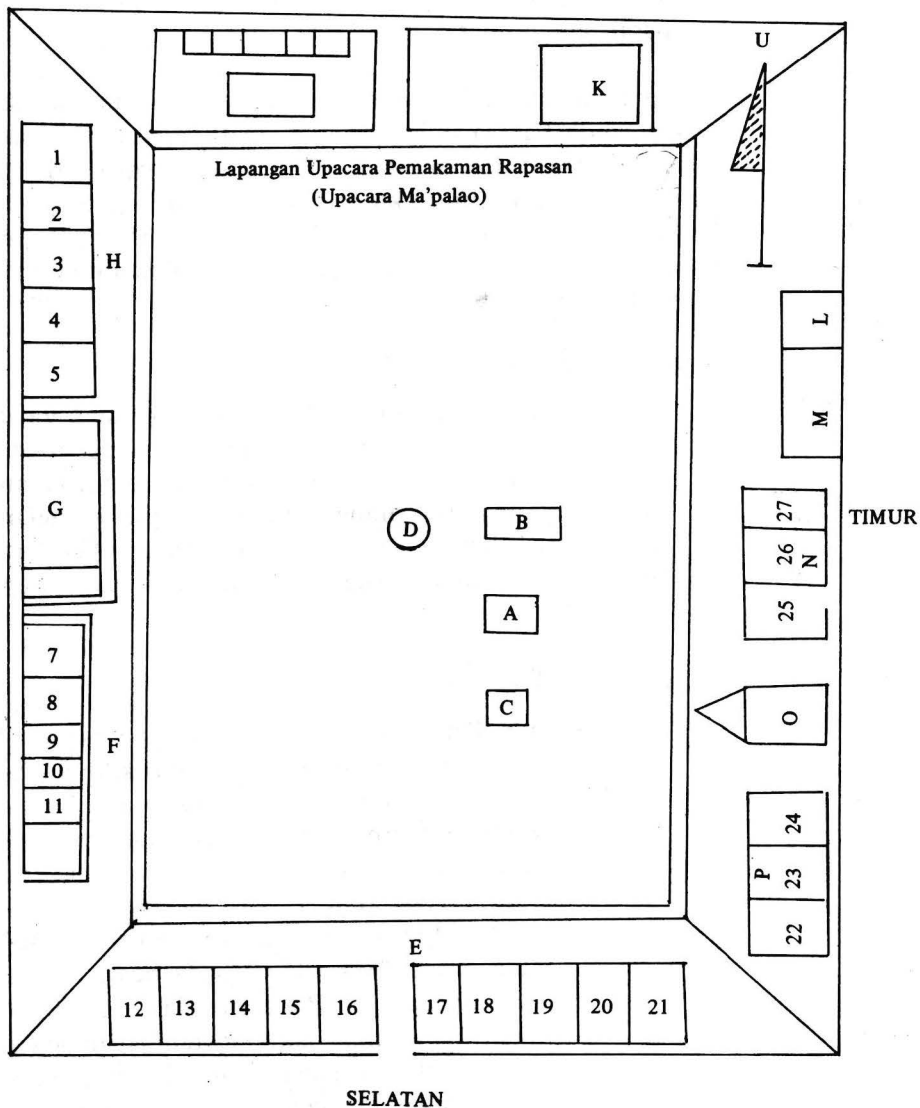 U
K
Lapangan Upacara Pemakaman Rapasan
(Upacara Ma'palao)
1
2
3
4
5
H
L
M
G
D
B
A
C
27
26
N
25
TIMUR
7
8
9
10
11
F
O
24
P
23
22
E
12 13 14 15 16 17 18 19 20 21
SELATAN